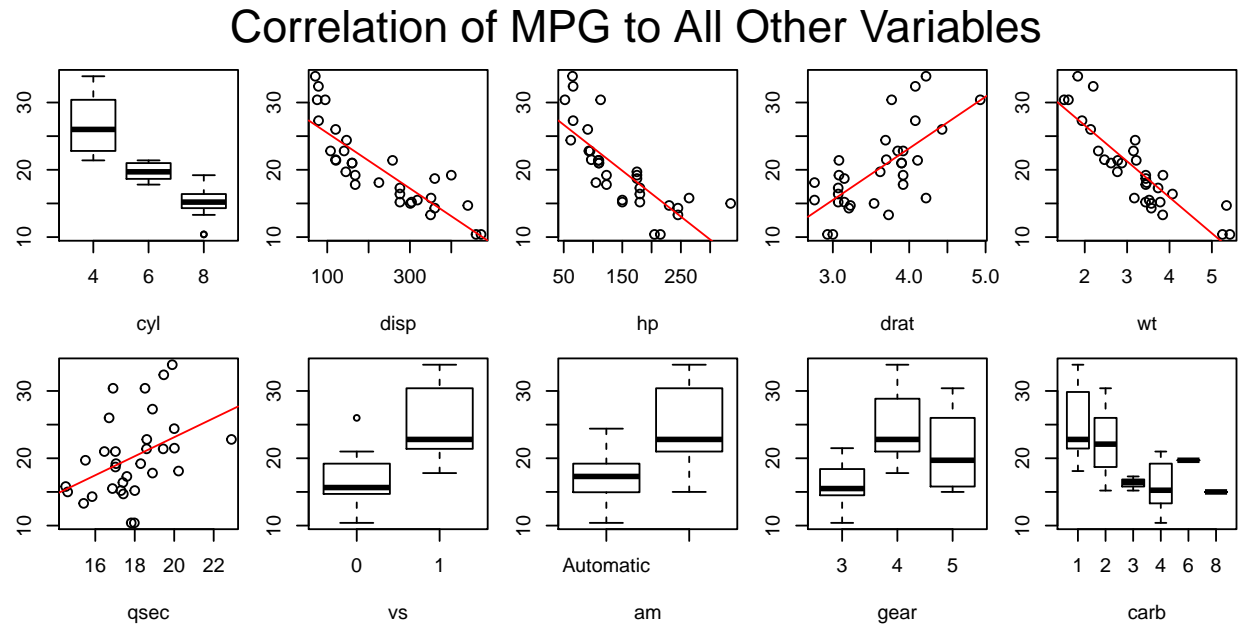 Correlation of MPG to All Other Variables
10 20 30
4 6 8
cyl
10 20 30
100 300
disp
10 20 30
50 150 250
hp
10 20 30
3.0 4.0 5.0
drat
10 20 30
2 3 4 5
wt
10 20 30
16 18 20 22
qsec
10 20 30
0 1
vs
10 20 30
Automatic
am
10 20 30
3 4 5
gear
10 20 30
1 2 3 4 6 8
carb